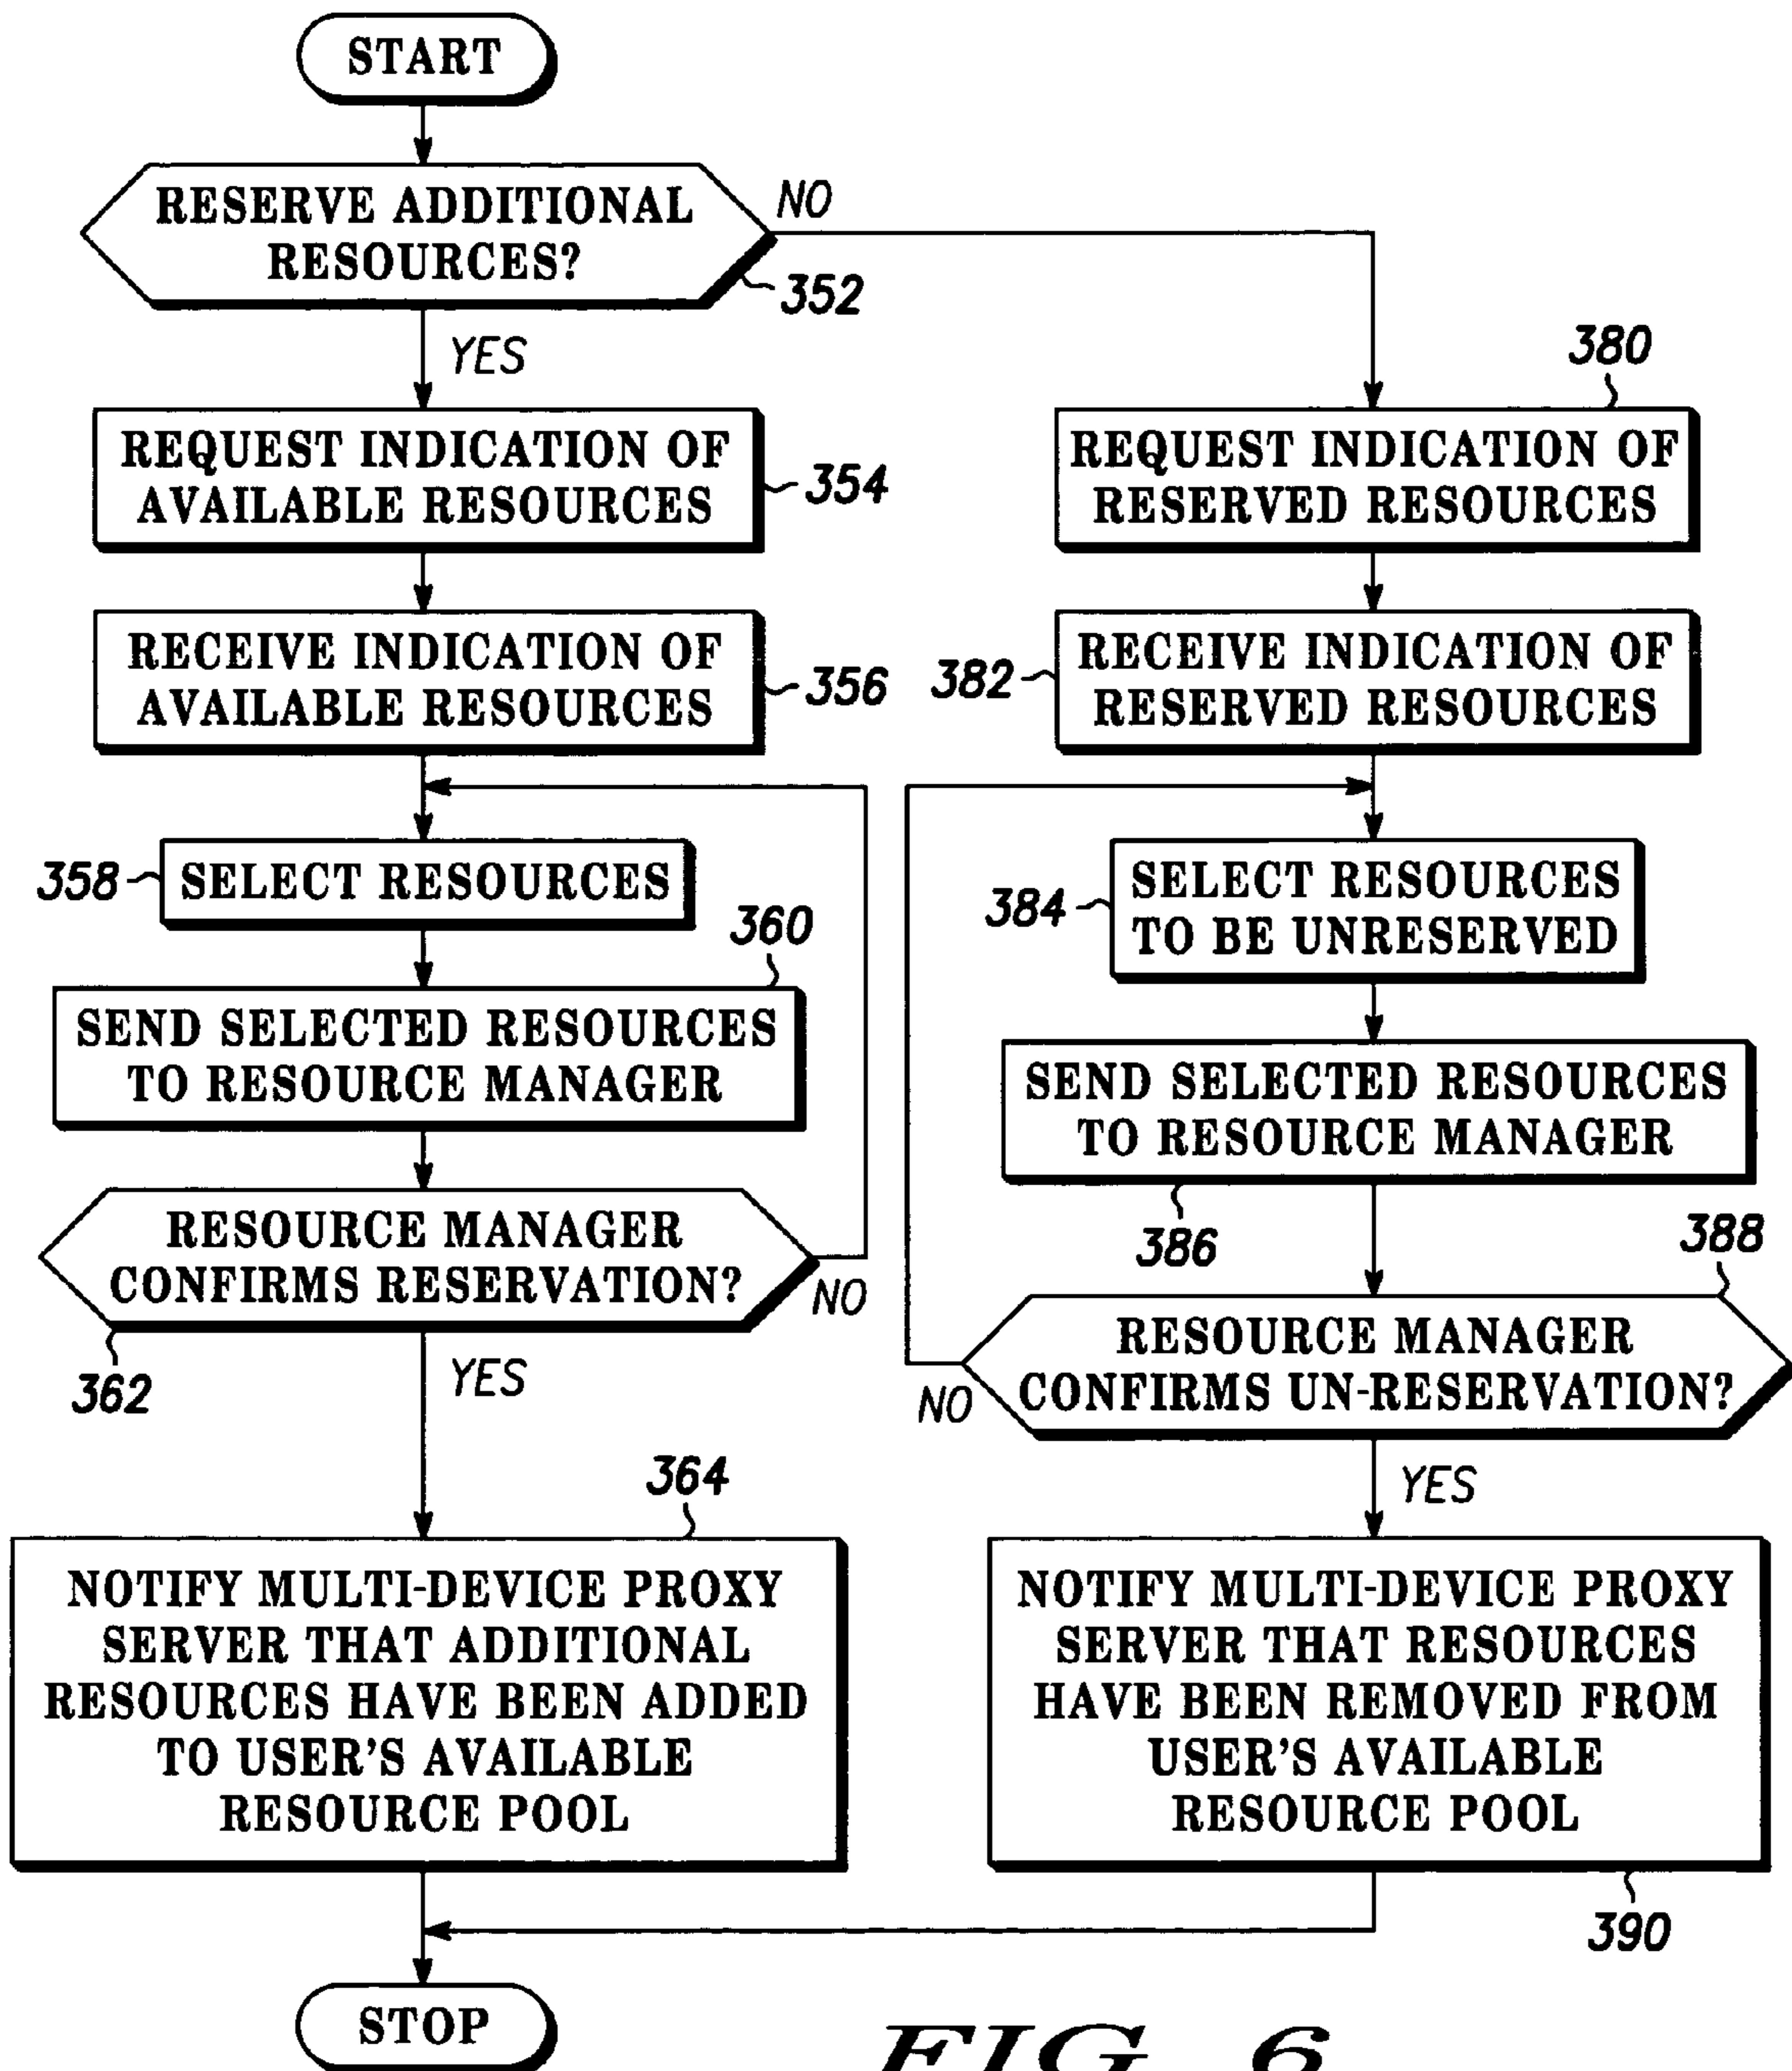 START
RESERVE ADDITIONAL
RESOURCES?
NO
352
YES
REQUEST INDICATION OF
AVAILABLE RESOURCES
354
RECEIVE INDICATION OF
AVAILABLE RESOURCES
356
358
SELECT RESOURCES
360
SEND SELECTED RESOURCES
TO RESOURCE MANAGER
RESOURCE MANAGER
CONFIRMS RESERVATION?
NO
362
YES
364
NOTIFY MULTI-DEVICE PROXY
SERVER THAT ADDITIONAL
RESOURCES HAVE BEEN ADDED
TO USER'S AVAILABLE
RESOURCE POOL
380
REQUEST INDICATION OF
RESERVED RESOURCES
382
RECEIVE INDICATION OF
RESERVED RESOURCES
384
SELECT RESOURCES
TO BE UNRESERVED
SEND SELECTED RESOURCES
TO RESOURCE MANAGER
386
388
RESOURCE MANAGER
CONFIRMS UN-RESERVATION?
NO
YES
NOTIFY MULTI-DEVICE PROXY
SERVER THAT RESOURCES
HAVE BEEN REMOVED FROM
USER'S AVAILABLE
RESOURCE POOL
390
STOP
FIG. 6